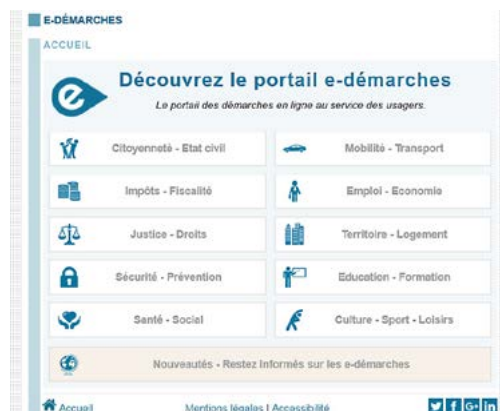 E-DÉMARCHES
ACCUEIL
Découvrez le portail e-démarches
Le portail des démarches en ligne au service des usagers.
Citoyenneté - Etat civil
Mobilité - Transport
Impôts - Fiscalité
Emploi - Economie
Justice - Droits
Territoire - Logement
Sécurité - Prévention
Education - Formation
Santé - Social
Culture - Sport - Loisirs
Nouveautés - Restez Informés sur les e-démarches
Accueil
Mentions légales | Accessibilité